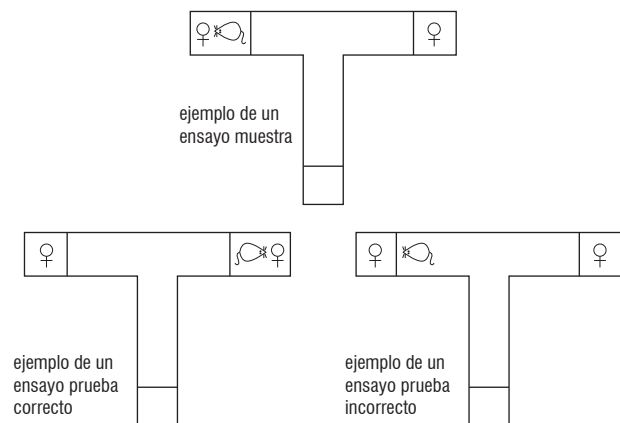 ejemplo de un
ensayo muestra
ejemplo de un
ensayo prueba
correcto
ejemplo de un
ensayo prueba
incorrecto